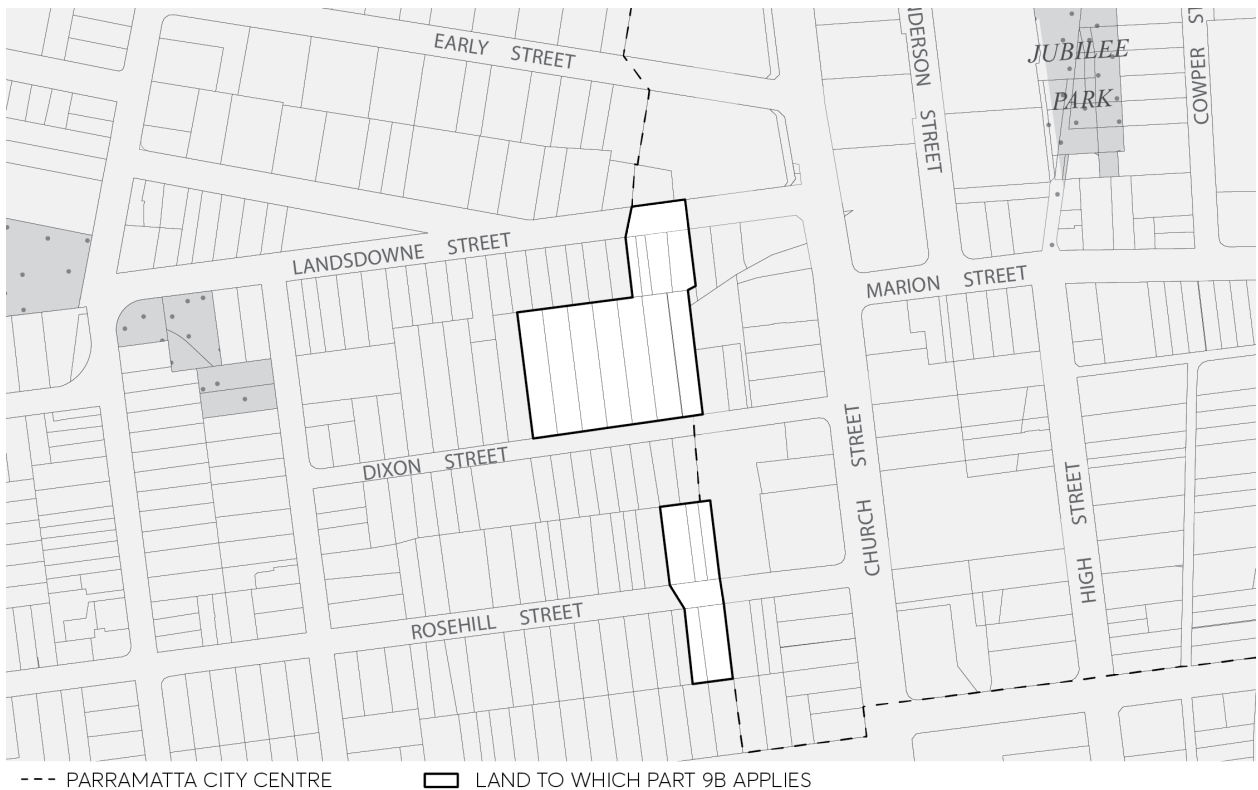 EARLY STREET
NDERSON STREET
JUBILEE
PARK
COWPER ST
LANDSDOWNE STREET
MARION STREET
DIXON STREET
CHURCH STREET
HIGH STREET
ROSEHILL STREET
PARRAMATTA CITY CENTRE
LAND TO WHICH PART 9B APPLIES